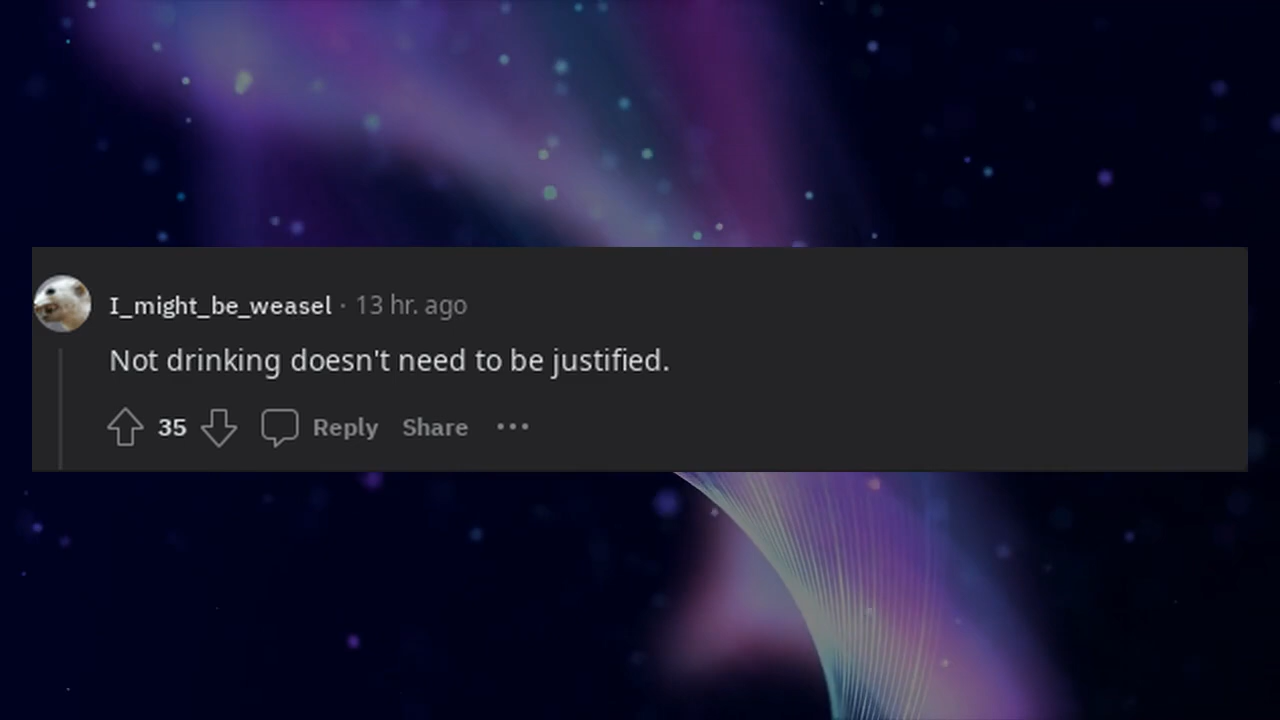 I_might_be_weasel · 13 hr. ago
Not drinking doesn't need to be justified.
35 Reply Share ···